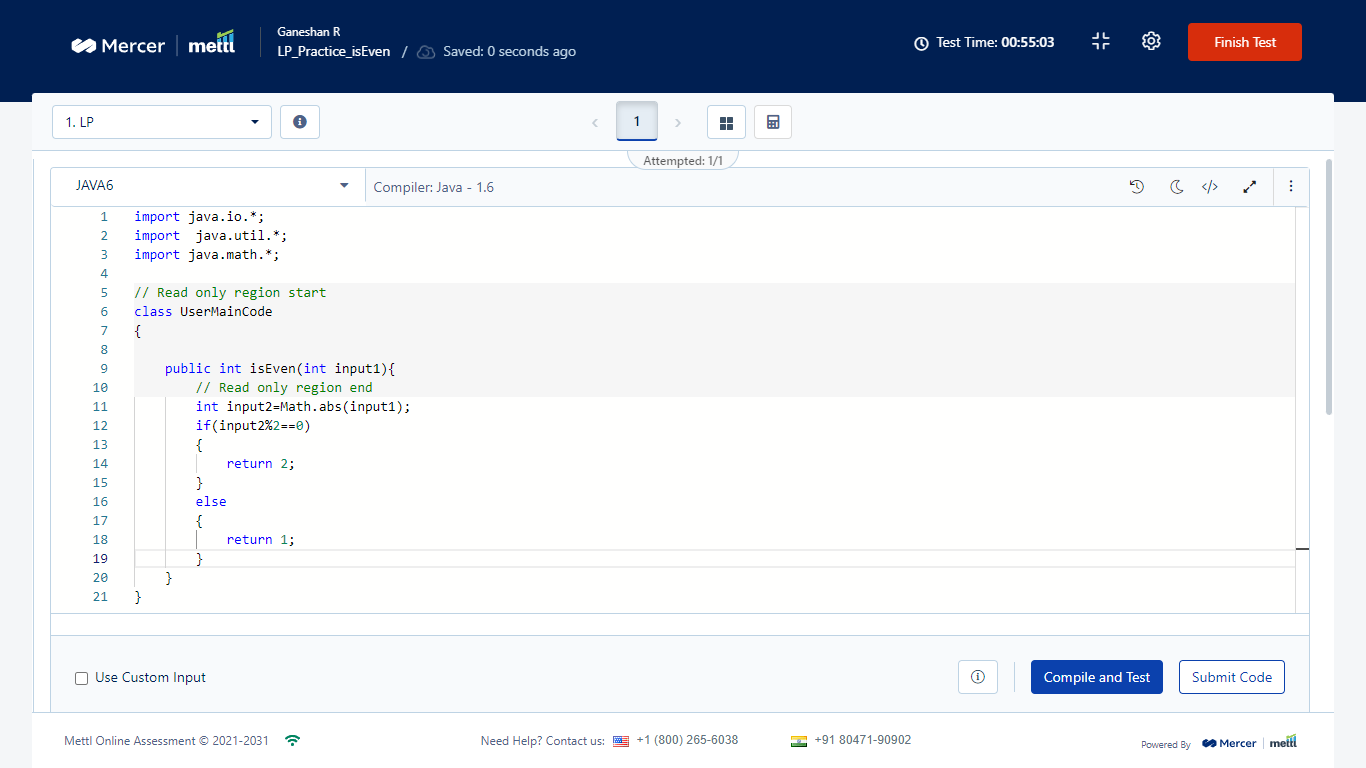 Mercer | mettl
Ganeshan R
LP_Practice_isEven / Saved: 0 seconds ago
Test Time: 00:55:03
Finish Test
1. LP
1
Attempted: 1/1
JAVA6
Compiler: Java - 1.6
1 import java.io.*;
2 import  java.util.*;
3 import java.math.*;
4
5 // Read only region start
6 class UserMainCode
7 {
8
9     public int isEven(int input1){
10         // Read only region end
11         int input2=Math.abs(input1);
12         if(input2%2==0)
13         {
14             return 2;
15         }
16         else
17         {
18             return 1;
19         }
20     }
21 }
Use Custom Input
Compile and Test
Submit Code
Mettl Online Assessment © 2021-2031
Need Help? Contact us: +1 (800) 265-6038
+91 80471-90902
Powered By Mercer | mettl